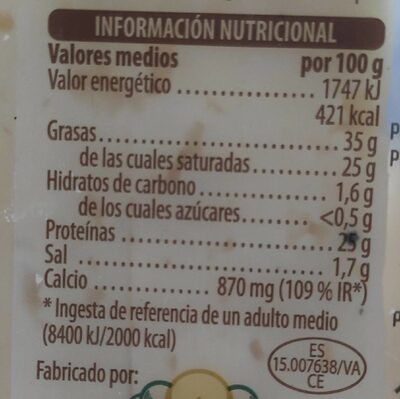 INFORMACIÓN NUTRICIONAL
Valores medios por 100 g
Valor energético ................ 1747 kJ
421 kcal
Grasas ........................... 35 g
de las cuales saturadas ............ 25 g
Hidratos de carbono ............. 1,6 g
de los cuales azúcares ........... <0,5 g
Proteínas ........................ 25 g
Sal .............................. 1,7 g
Calcio ............ 870 mg (109 % IR*)
* Ingesta de referencia de un adulto medio
(8400 kJ/2000 kcal)
Fabricado por:
ES
15.007638/VA
CE